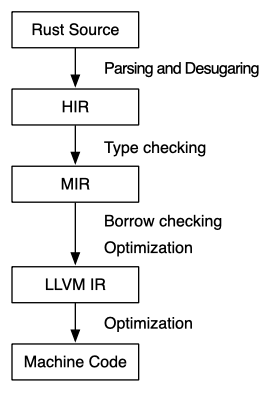 Rust Source
Parsing and Desugaring
HIR
Type checking
MIR
Borrow checking
Optimization
LLVM IR
Optimization
Machine Code